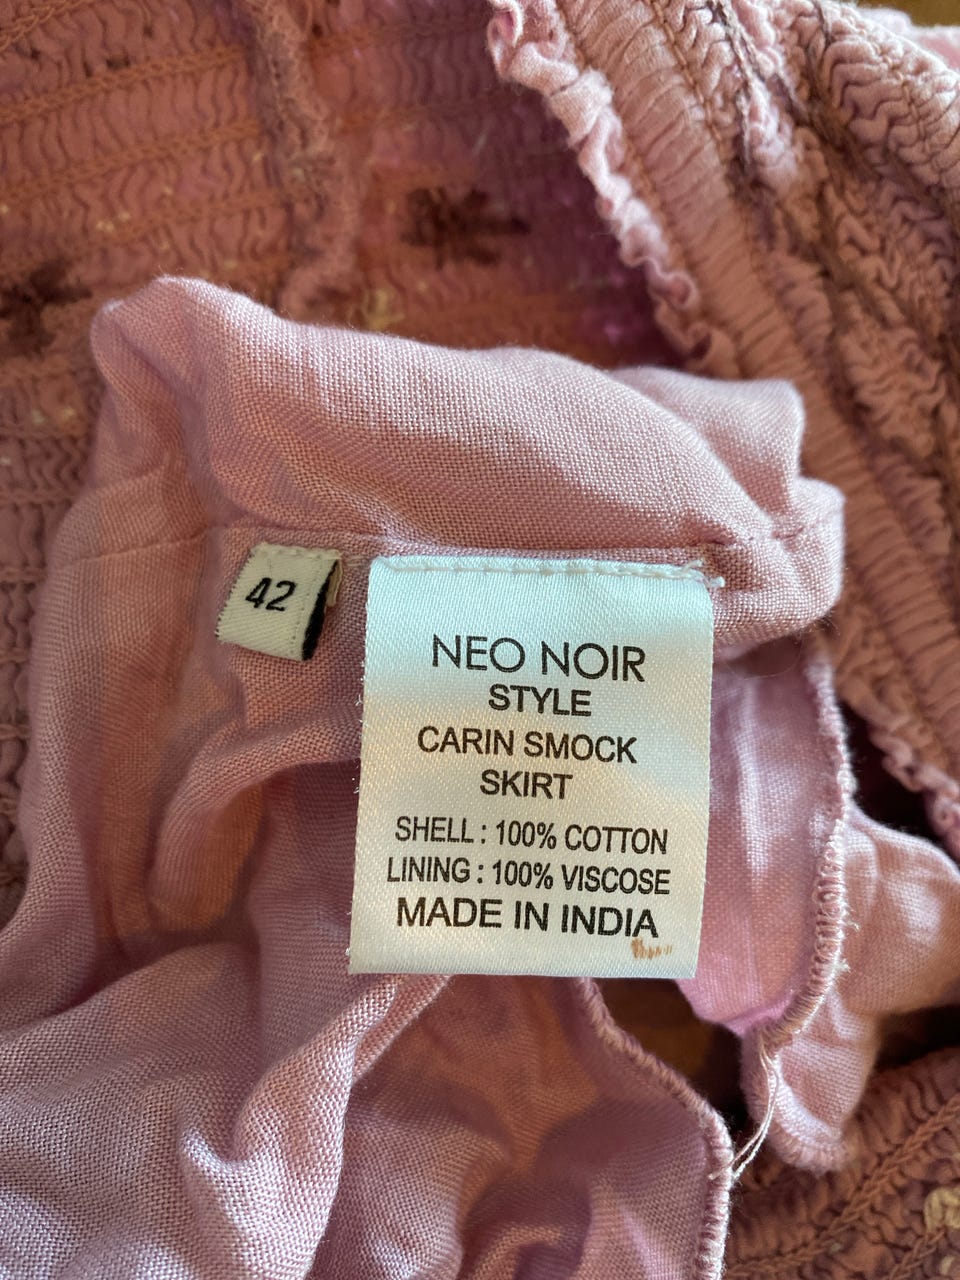 42
NEO NOIR
STYLE
CARIN SMOCK
SKIRT
SHELL : 100% COTTON
LINING : 100% VISCOSE
MADE IN INDIA